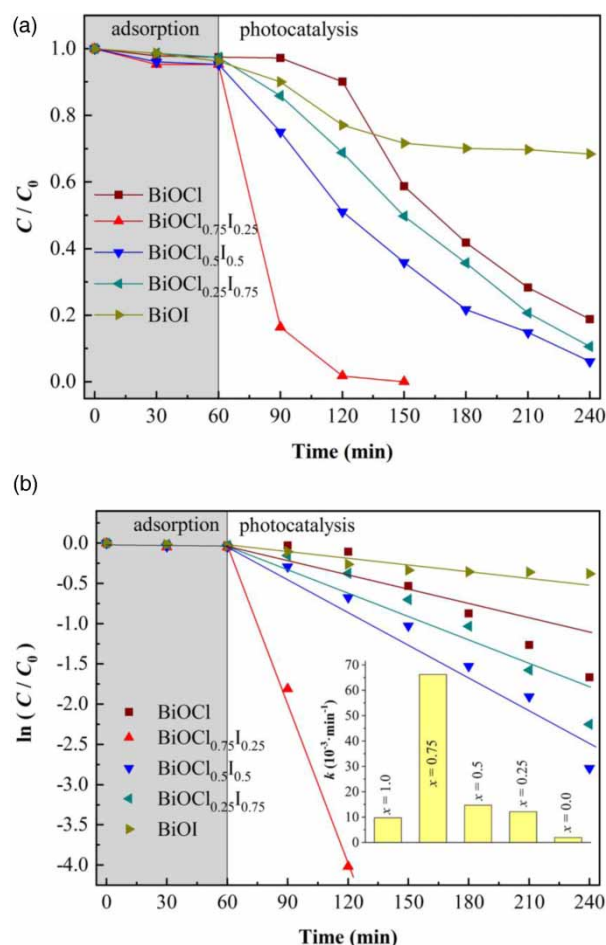 (a)
adsorption photocatalysis
1.0
0.8
0.6
0.4
0.2
0.0
C / C₀
BiOCl
BiOCl₀.₇₅I₀.₂₅
BiOCl₀.₅I₀.₅
BiOCl₀.₂₅I₀.₇₅
BiOI
0 30 60 90 120 150 180 210 240
Time (min)
(b)
adsorption photocatalysis
0.0
-0.5
-1.0
-1.5
-2.0
-2.5
-3.0
-3.5
-4.0
ln ( C / C₀ )
BiOCl
BiOCl₀.₇₅I₀.₂₅
BiOCl₀.₅I₀.₅
BiOCl₀.₂₅I₀.₇₅
BiOI
70
60
50
40
30
20
10
0
k (10⁻³·min⁻¹)
x = 1.0
x = 0.75
x = 0.5
x = 0.25
x = 0.0
0 30 60 90 120 150 180 210 240
Time (min)